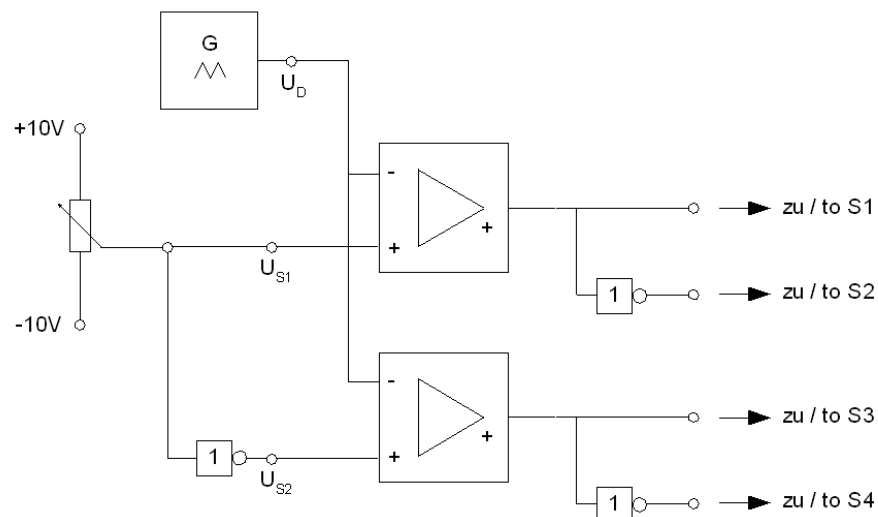 G
U_D
+10V
-
+
+
zu / to S1
U_S1
1
zu / to S2
-10V
-
+
+
zu / to S3
1
U_S2
1
zu / to S4